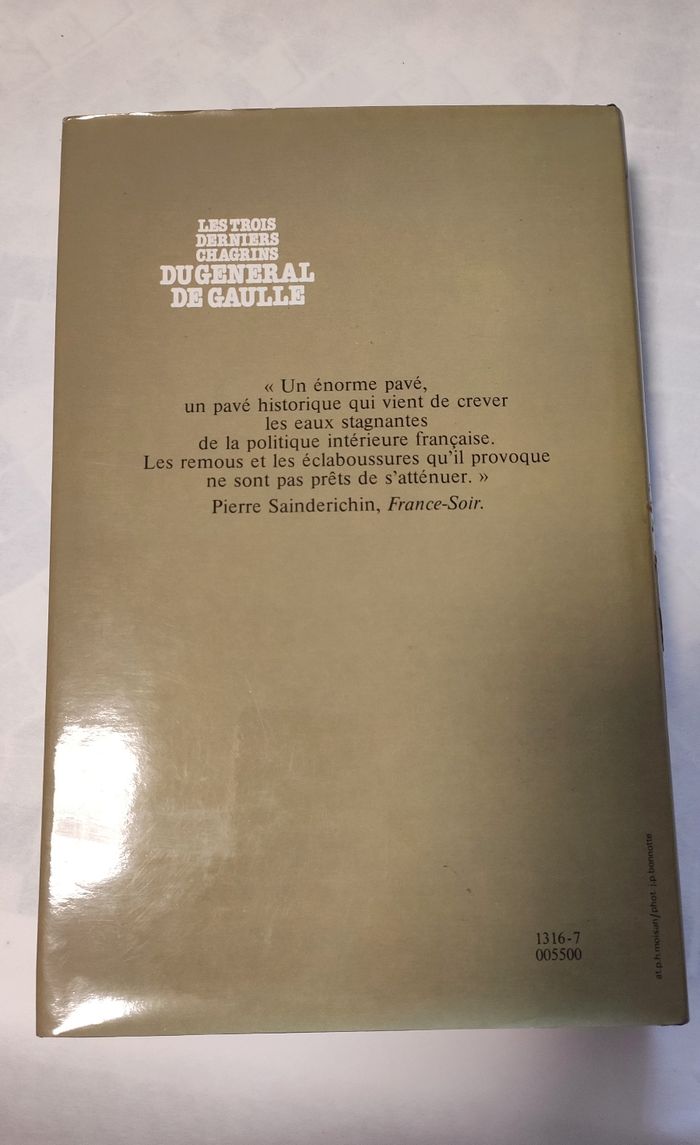 LES TROIS
DERNIERS
CHAGRINS
DU GENERAL
DE GAULLE
« Un énorme pavé,
un pavé historique qui vient de crever
les eaux stagnantes
de la politique intérieure française.
Les remous et les éclaboussures qu'il provoque
ne sont pas prêts de s'atténuer. »
Pierre Sainderichin, France-Soir.
1316-7
005500
at.p.h.moisan/phot j.p.bonnotte